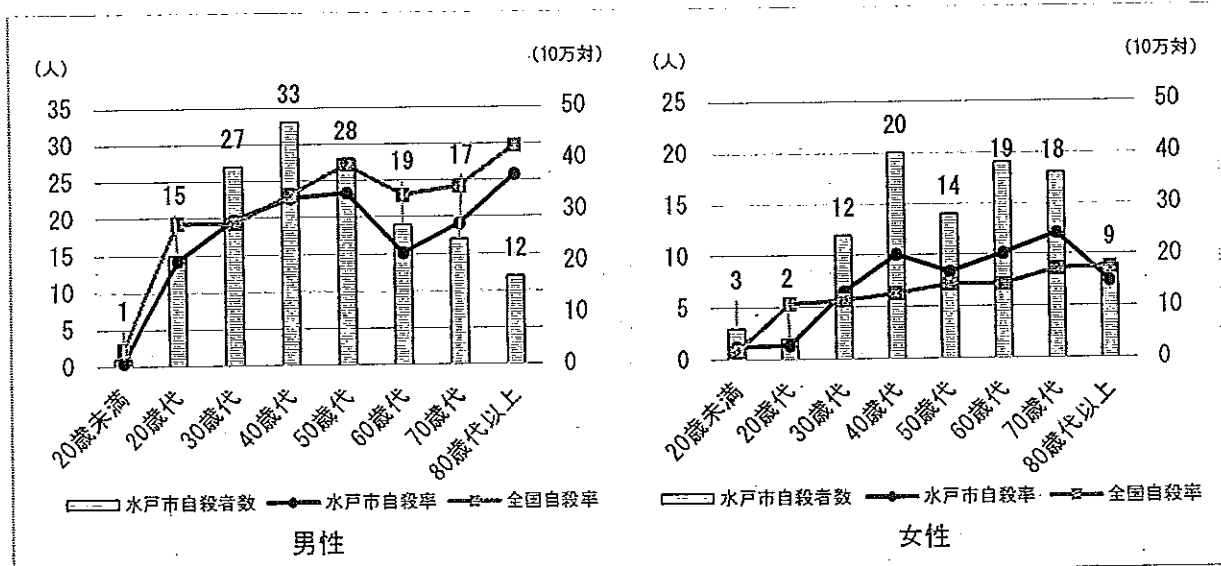 (人)
(10万対)
35
30
25
20
15
10
5
0
50
40
30
20
10
0
1
15
27
33
28
19
17
12
20歳未満
20歳代
30歳代
40歳代
50歳代
60歳代
70歳代
80歳代以上
水戸市自殺者数 水戸市自殺率 全国自殺率
男性
(人)
(10万対)
25
20
15
10
5
0
50
40
30
20
10
0
3
2
12
20
14
19
18
9
20歳未満
20歳代
30歳代
40歳代
50歳代
60歳代
70歳代
80歳代以上
水戸市自殺者数 水戸市自殺率 全国自殺率
女性